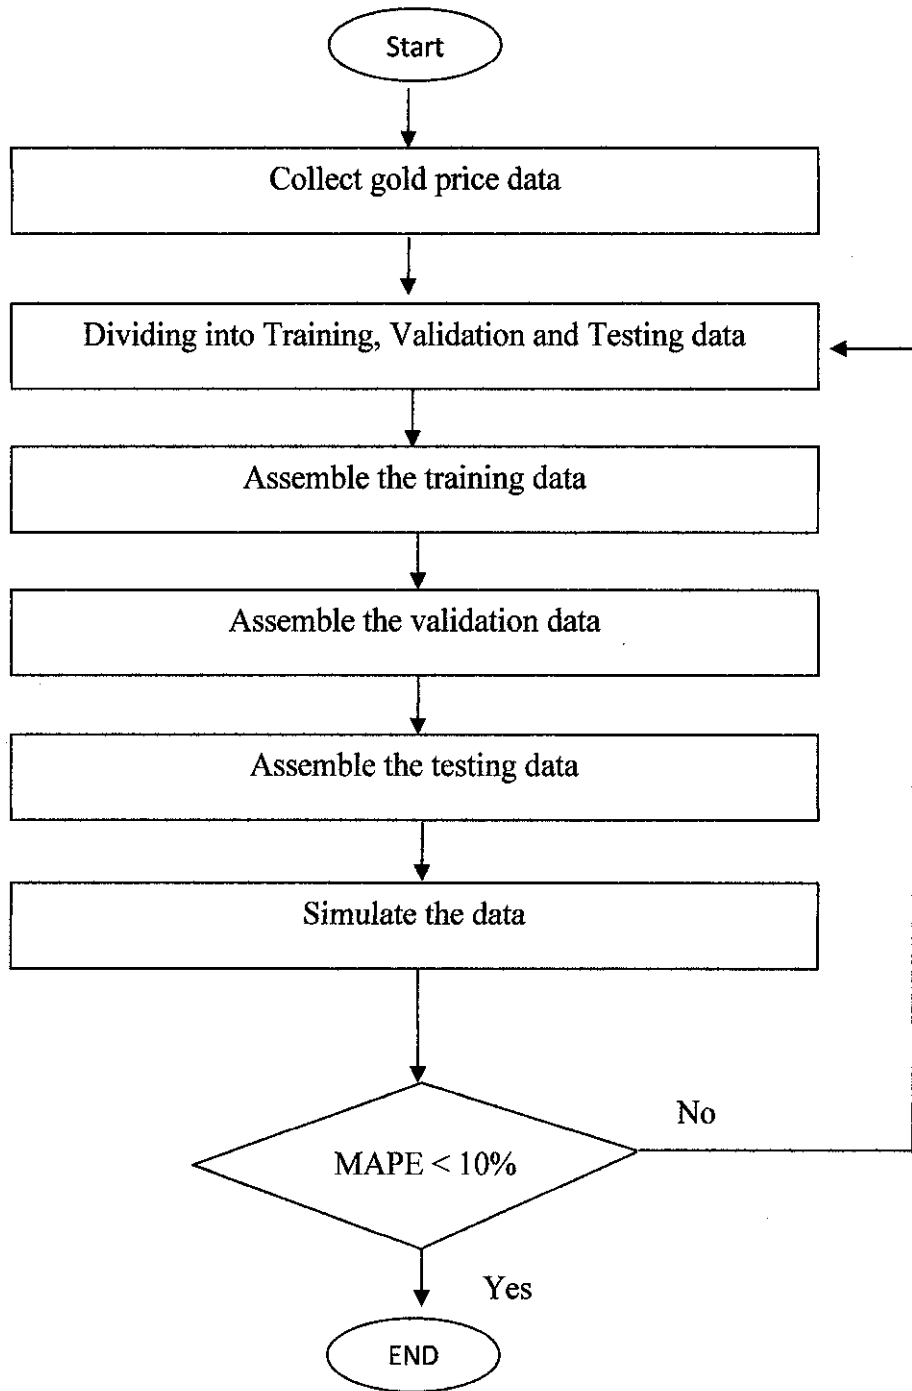 Start
Collect gold price data
Dividing into Training, Validation and Testing data
Assemble the training data
Assemble the validation data
Assemble the testing data
Simulate the data
No
MAPE < 10%
Yes
END